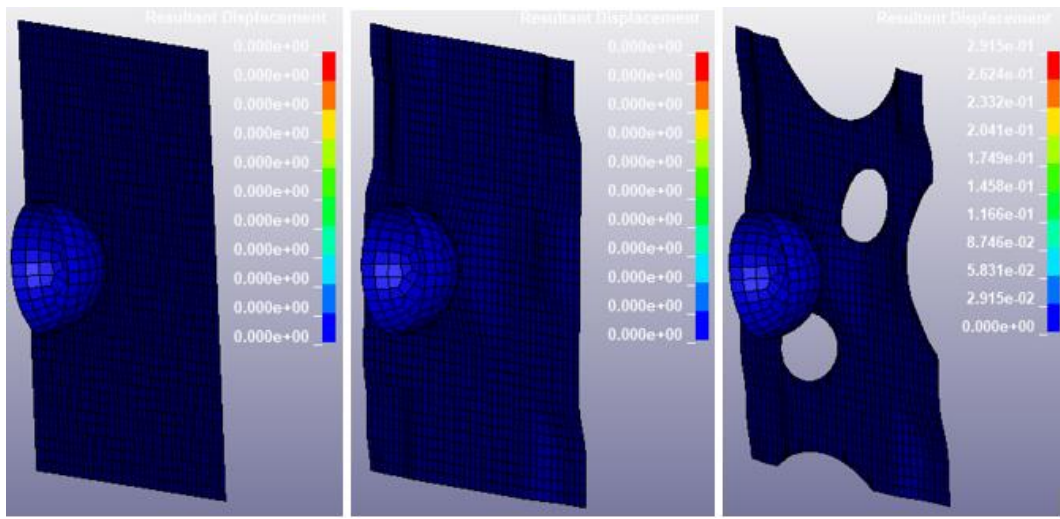 Resultant Displacement
0.000e+00
0.000e+00
0.000e+00
0.000e+00
0.000e+00
0.000e+00
0.000e+00
0.000e+00
0.000e+00
0.000e+00
0.000e+00
Resultant Displacement
0.000e+00
0.000e+00
0.000e+00
0.000e+00
0.000e+00
0.000e+00
0.000e+00
0.000e+00
0.000e+00
0.000e+00
0.000e+00
Resultant Displacement
2.915e-01
2.624e-01
2.332e-01
2.041e-01
1.749e-01
1.458e-01
1.166e-01
8.746e-02
5.831e-02
2.915e-02
0.000e+00